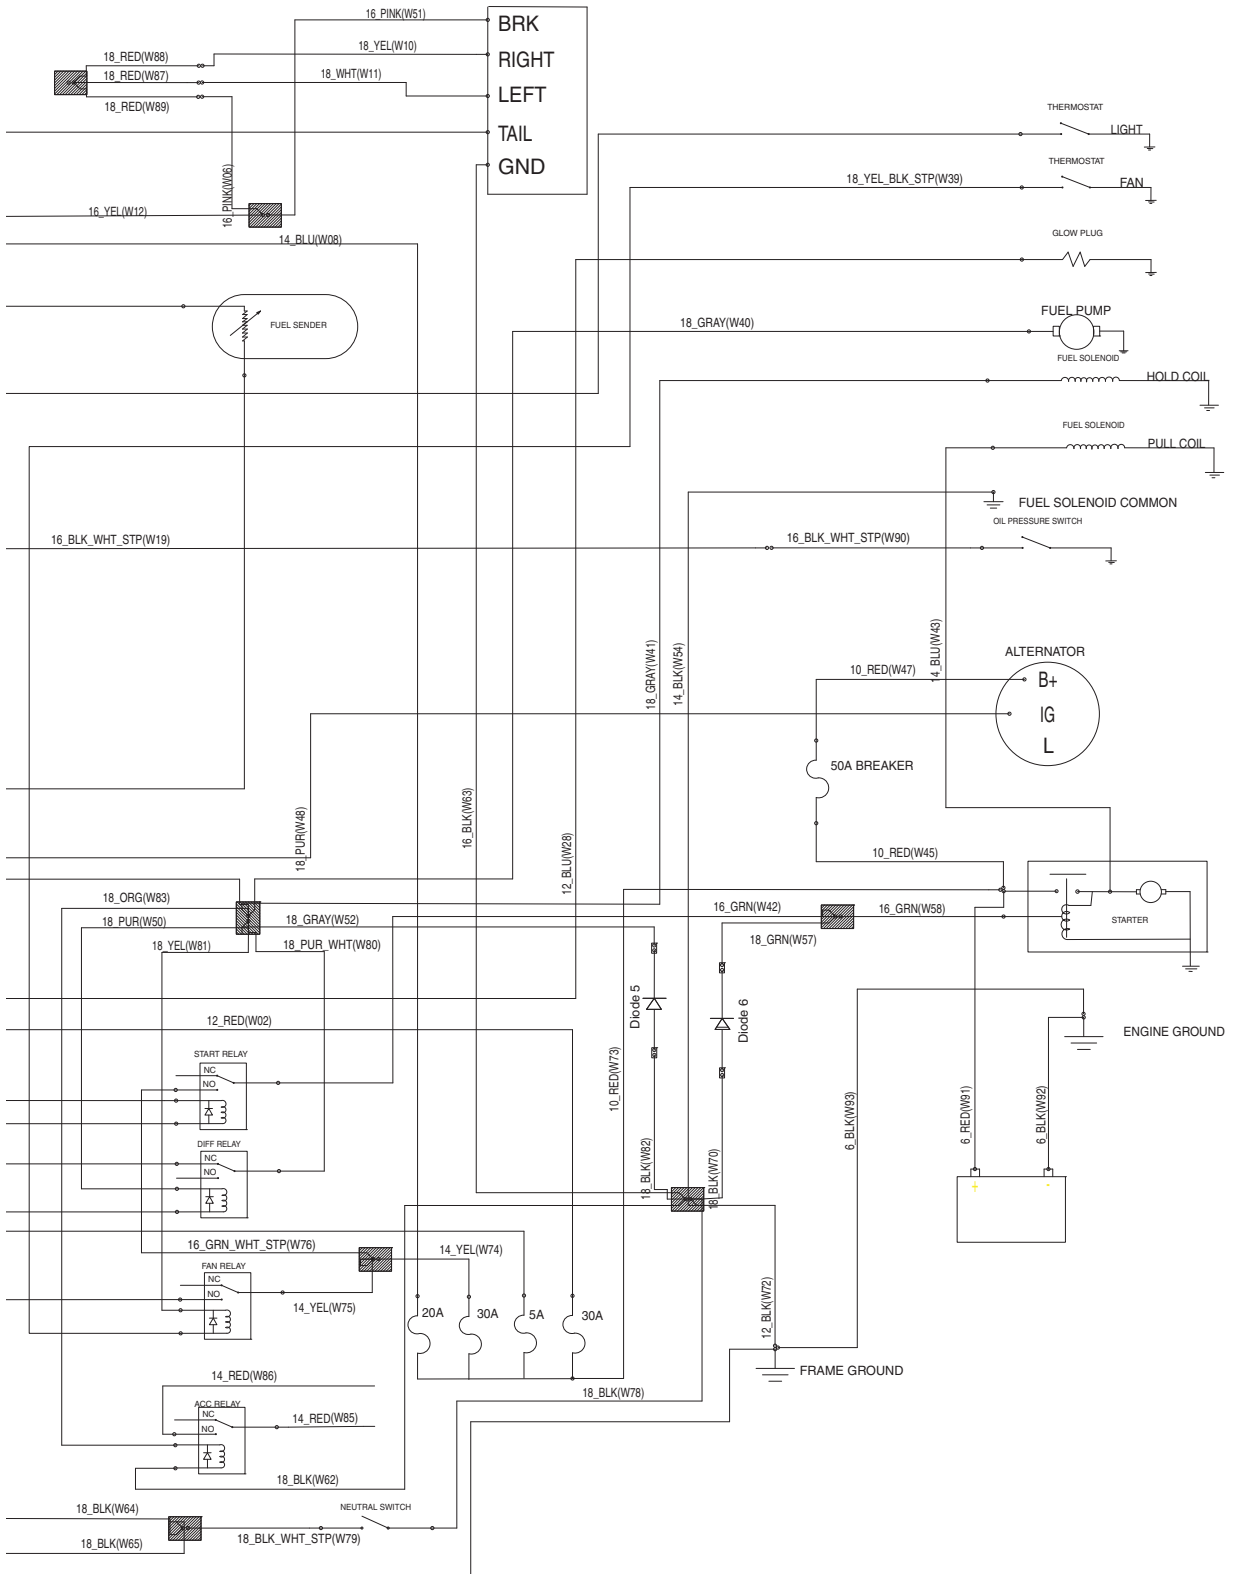 16_PINK(W51)
BRK
18_YEL(W10)
18_RED(W88)
RIGHT
18_RED(W87)
18_WHT(W11)
LEFT
18_RED(W89)
TAIL
GND
THERMOSTAT
LIGHT
THERMOSTAT
18_YEL_BLK_STP(W39)
FAN
16_PINK(W06)
16_YEL(W12)
14_BLU(W08)
GLOW PLUG
FUEL SENDER
FUEL PUMP
18_GRAY(W40)
FUEL SOLENOID
HOLD COIL
FUEL SOLENOID
PULL COIL
FUEL SOLENOID COMMON
OIL PRESSURE SWITCH
16_BLK_WHT_STP(W19)
16_BLK_WHT_STP(W90)
18_GRAY(W41)
14_BLK(W54)
14_BLU(W43)
ALTERNATOR
10_RED(W47)
B+
IG
L
50A BREAKER
18_PUR(W48)
16_BLK(W63)
12_BLU(W28)
10_RED(W45)
18_ORG(W83)
18_PUR(W50)
18_GRAY(W52)
16_GRN(W42)
16_GRN(W58)
STARTER
18_YEL(W81)
18_PUR_WHT(W80)
18_GRN(W57)
Diode 5
Diode 6
12_RED(W02)
ENGINE GROUND
START RELAY
NC
NO
10_RED(W73)
6_BLK(W93)
6_RED(W91)
6_BLK(W92)
DIFF RELAY
NC
NO
18_BLK(W82)
18_BLK(W70)
+
-
16_GRN_WHT_STP(W76)
14_YEL(W74)
FAN RELAY
NC
NO
14_YEL(W75)
20A
30A
5A
30A
12_BLK(W72)
FRAME GROUND
14_RED(W86)
18_BLK(W78)
ACC RELAY
NC
NO
14_RED(W85)
18_BLK(W62)
18_BLK(W64)
NEUTRAL SWITCH
18_BLK(W65)
18_BLK_WHT_STP(W79)